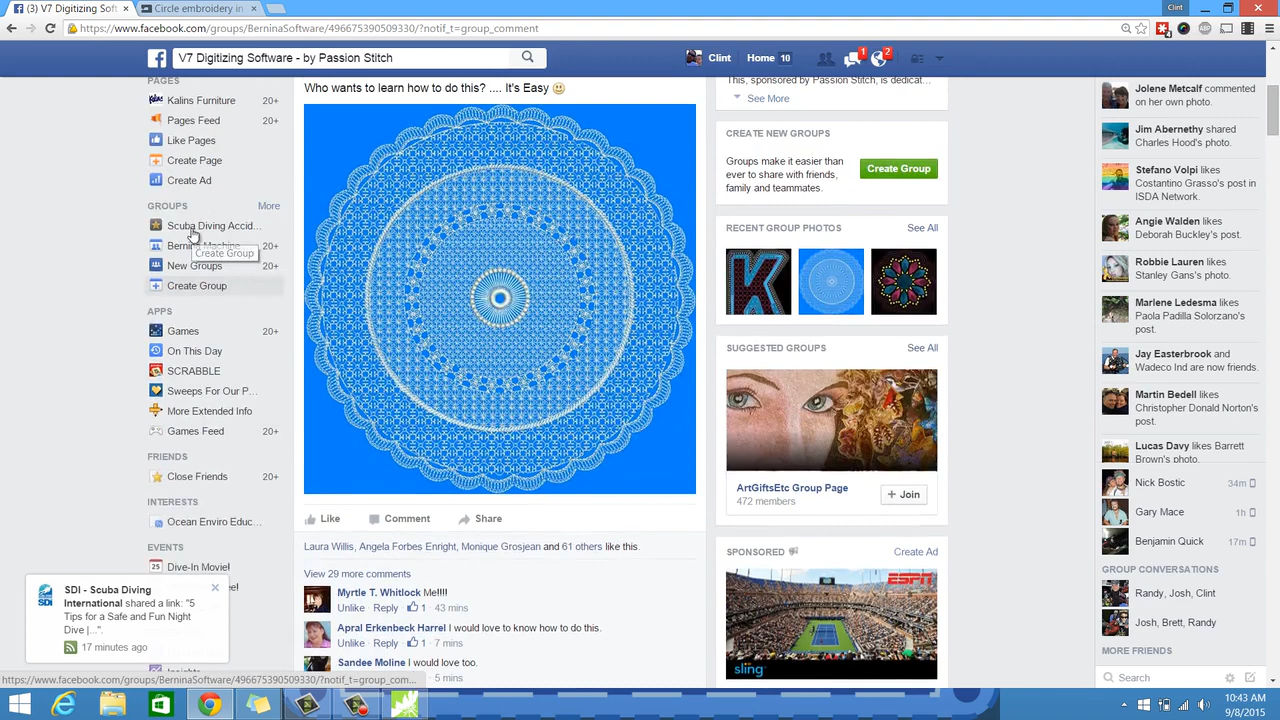 (3) V7 Digitizing Software - by Passion Stitch
Circle embroidery in
Clint
https://www.facebook.com/groups/BerninaSoftware/496675390509330/?notif_t=group_comment
V7 Digitizing Software - by Passion Stitch
Clint
Home 10
1
2
PAGES
Kalins Furniture 20+
Pages Feed 20+
Like Pages
Create Page
Create Ad
GROUPS
More
Scuba Diving Accid...
Bernina Machine 20+
Create Group
New Groups 20+
Create Group
APPS
Games 20+
On This Day
SCRABBLE
Sweeps For Our P...
More Extended Info
Games Feed 20+
FRIENDS
Close Friends 20+
INTERESTS
Ocean Enviro Educ...
EVENTS
Dive-In Movie!
SDI - Scuba Diving
International shared a link: "5
Tips for a Safe and Fun Night
Dive |...".
17 minutes ago
Who wants to learn how to do this? .... It's Easy
Like
Comment
Share
Laura Willis, Angela Forbes Enright, Monique Grosjean and 61 others like this.
View 29 more comments
Myrtle T. Whitlock Me!!!!
Unlike · Reply · 1 · 43 mins
Apral Erkenbeck Harrel I would love to know how to do this.
Unlike · Reply · 1 · 7 mins
Sandee Moline I would love too.
5 mins
This, sponsored by Passion Stitch, is dedicat...
See More
CREATE NEW GROUPS
Groups make it easier than
ever to share with friends,
family and teammates.
Create Group
RECENT GROUP PHOTOS
See All
SUGGESTED GROUPS
See All
ArtGiftsEtc Group Page
472 members
+ Join
SPONSORED
Create Ad
ESPN
sling
Jolene Metcalf commented
on her own photo.
Jim Abernethy shared
Charles Hood's photo.
Stefano Volpi likes
Costantino Grasso's post in
ISDA Network.
Angie Walden likes
Deborah Buckley's post.
Robbie Lauren likes
Stanley Gans's photo.
Marlene Ledesma likes
Paola Padilla Solorzano's
post.
Jay Easterbrook and
Wadeco Ind are now friends.
Martin Bedell likes
Christopher Donald Norton's
post.
Lucas Davy likes Barrett
Brown's photo.
Nick Bostic 34m
Gary Mace 1h
Benjamin Quick 17m
GROUP CONVERSATIONS
Randy, Josh, Clint
Josh, Brett, Randy
MORE FRIENDS
Search
https://www.facebook.com/groups/BerninaSoftware/496675390509330/?notif_t=group_com...
10:43 AM
9/8/2015